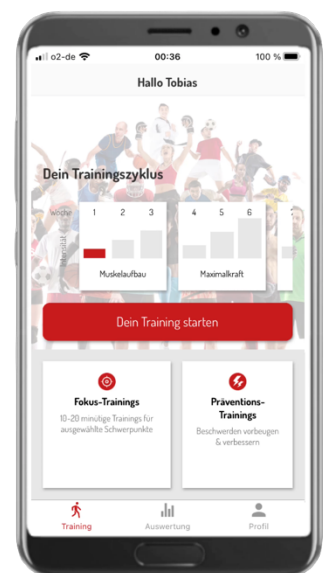 o2-de 00:36 100 %
Hallo Tobias
Dein Trainingszyklus
Woche 1 2 3 4 5 6
Intensität
Muskelaufbau Maximalkraft
Dein Training starten
Fokus-Trainings
10-20 minütige Trainings für
ausgewählte Schwerpunkte
Präventions-
Trainings
Beschwerden vorbeugen
& verbessern
Training Auswertung Profil